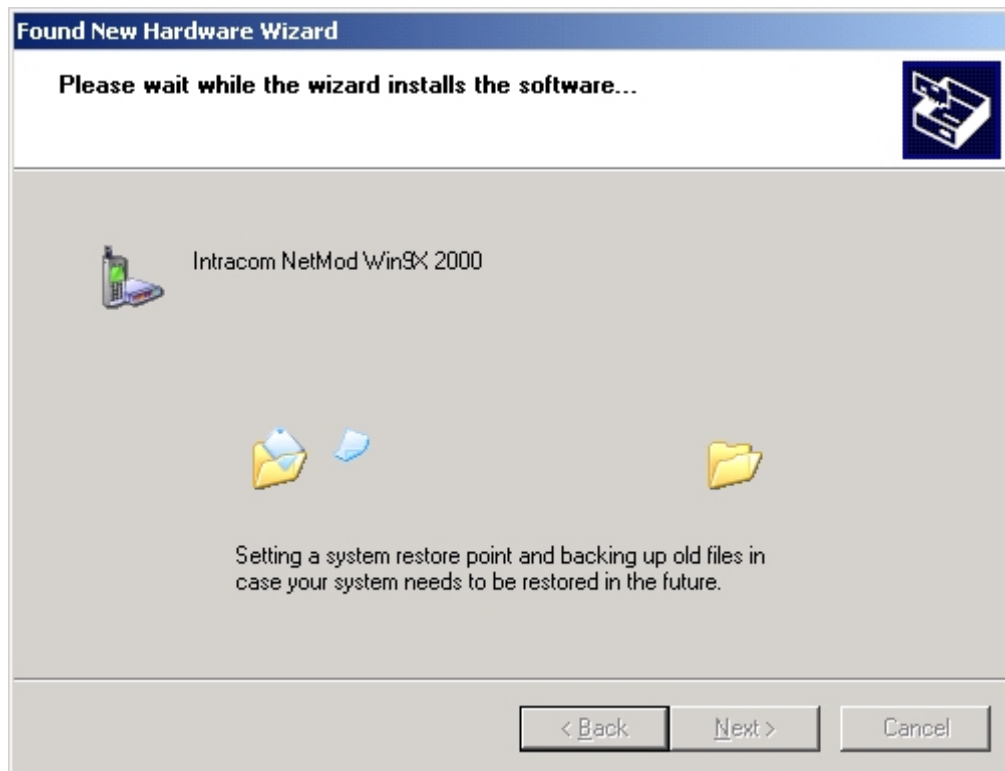 Found New Hardware Wizard
Please wait while the wizard installs the software...
Intracom NetMod Win9X 2000
Setting a system restore point and backing up old files in
case your system needs to be restored in the future.
< Back
Next >
Cancel